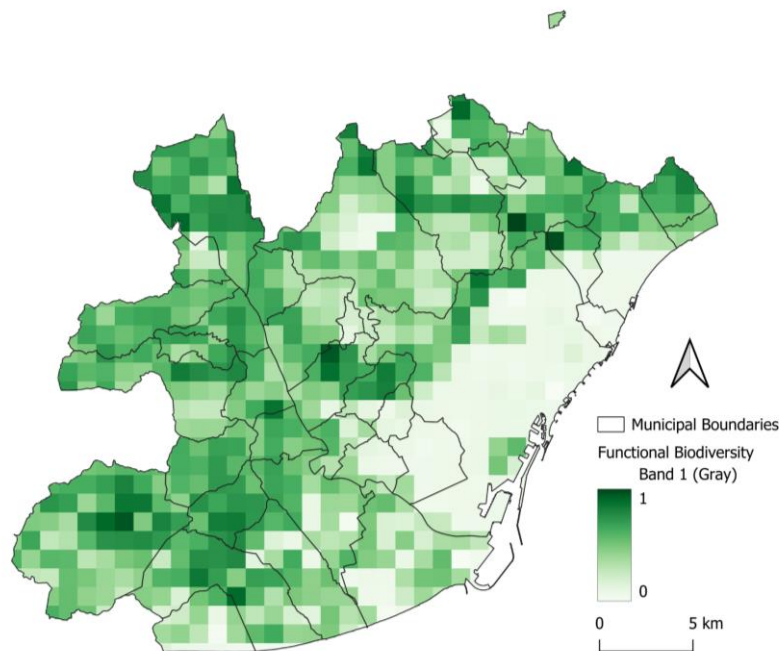 Municipal Boundaries
Functional Biodiversity
Band 1 (Gray)
1
0
0 5 km